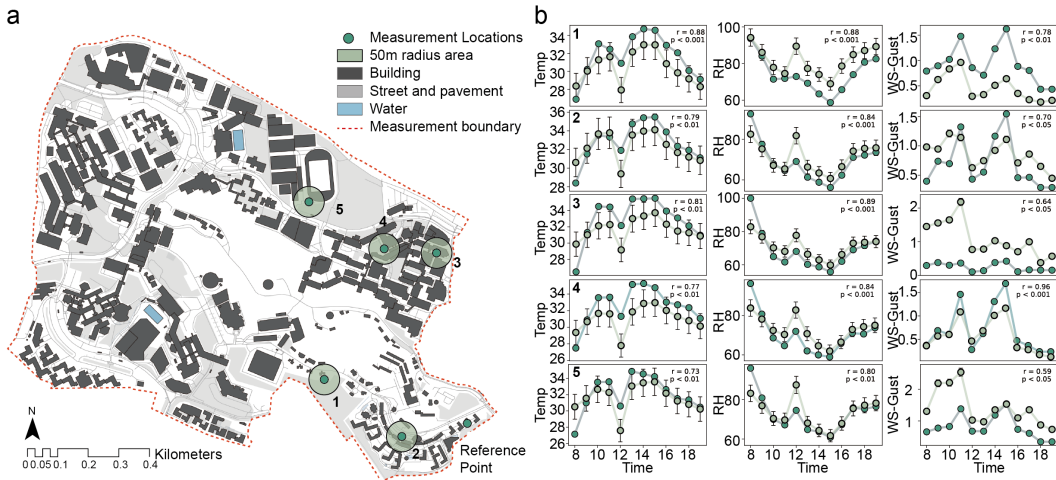 a
Measurement Locations
50m radius area
Building
Street and pavement
Water
Measurement boundary
5
4
3
1
2
Reference
Point
N
0 0.05 0.1 0.2 0.3 0.4
Kilometers
b
1
Temp
34
32
30
28
r = 0.88
p < 0.001
RH
100
80
60
r = 0.88
p < 0.001
WS-Gust
1.5
1.0
0.5
r = 0.78
p < 0.01
2
Temp
36
34
32
30
28
r = 0.79
p < 0.01
RH
80
60
r = 0.84
p < 0.001
WS-Gust
1.5
1.0
0.5
r = 0.70
p < 0.05
3
Temp
34
32
30
28
26
r = 0.81
p < 0.01
RH
100
80
60
r = 0.89
p < 0.001
WS-Gust
2
1
0
r = 0.64
p < 0.05
4
Temp
34
32
30
28
26
r = 0.77
p < 0.01
RH
80
60
r = 0.84
p < 0.001
WS-Gust
1.5
1.0
0.5
r = 0.96
p < 0.001
5
Temp
34
32
30
28
26
r = 0.73
p < 0.01
RH
80
60
r = 0.80
p < 0.01
WS-Gust
2
1
r = 0.59
p < 0.05
8 10 12 14 16 18
Time
8 10 12 14 16 18
Time
8 10 12 14 16 18
Time